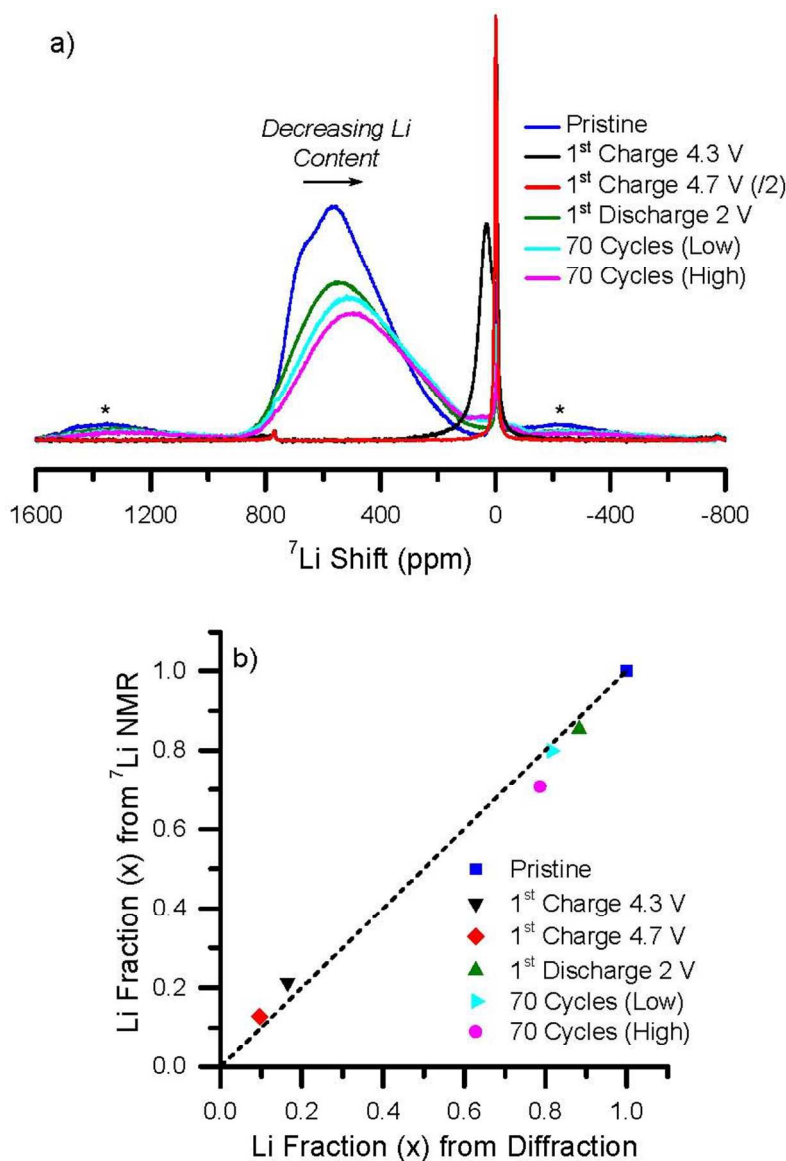 a)
Decreasing Li
Content
Pristine
1st Charge 4.3 V
1st Charge 4.7 V (/2)
1st Discharge 2 V
70 Cycles (Low)
70 Cycles (High)
* *
1600 1200 800 400 0 -400 -800
7Li Shift (ppm)
b)
1.0
0.8
0.6
0.4
0.2
0.0
Li Fraction (x) from 7Li NMR
Pristine
1st Charge 4.3 V
1st Charge 4.7 V
1st Discharge 2 V
70 Cycles (Low)
70 Cycles (High)
0.0 0.2 0.4 0.6 0.8 1.0
Li Fraction (x) from Diffraction